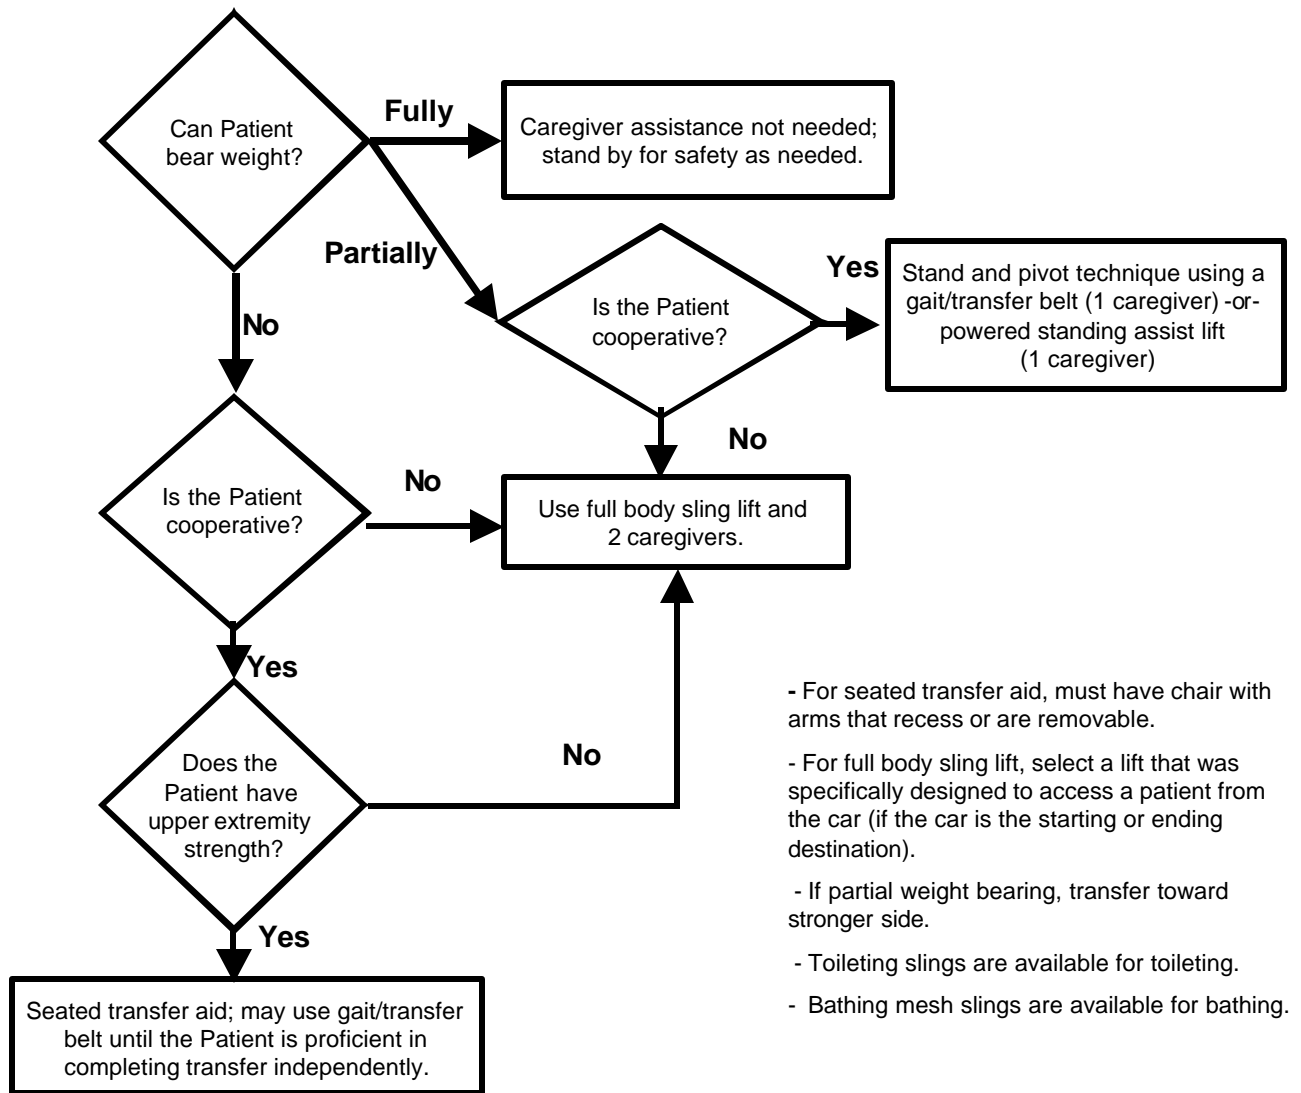 Can Patient
bear weight?
Fully
Caregiver assistance not needed;
stand by for safety as needed.
Partially
Is the Patient
cooperative?
Yes
Stand and pivot technique using a
gait/transfer belt (1 caregiver) -or-
powered standing assist lift
(1 caregiver)
No
No
Is the Patient
cooperative?
No
Use full body sling lift and
2 caregivers.
Yes
Does the
Patient have
upper extremity
strength?
No
Yes
Seated transfer aid; may use gait/transfer
belt until the Patient is proficient in
completing transfer independently.
- For seated transfer aid, must have chair with
arms that recess or are removable.
- For full body sling lift, select a lift that was
specifically designed to access a patient from
the car (if the car is the starting or ending
destination).
- If partial weight bearing, transfer toward
stronger side.
- Toileting slings are available for toileting.
- Bathing mesh slings are available for bathing.